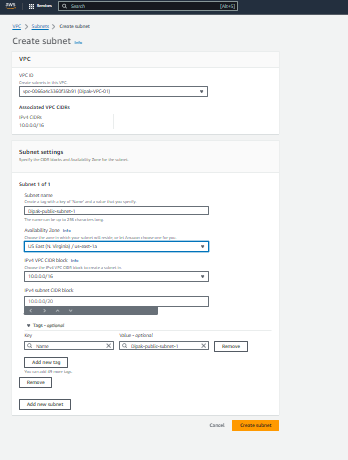 aws
Services
Search
[Alt+S]
VPC > Subnets > Create subnet
Create subnet Info
VPC
VPC ID
Create subnets in this VPC.
Associated VPC CIDRs
IPv4 CIDRs
10.0.0.0/16
Subnet settings
Specify the CIDR blocks and Availability Zone for the subnet.
Subnet 1 of 1
Subnet name
Create a tag with a key of 'Name' and a value that you specify.
Dipak-public-subnet-1
The name can be up to 256 characters long.
Availability Zone Info
Choose the zone in which your subnet will reside, or let Amazon choose one for you.
US East (N. Virginia) / us-east-1a
IPv4 VPC CIDR block Info
Choose the IPv4 VPC CIDR block to create a subnet in.
10.0.0.0/16
IPv4 subnet CIDR block
10.0.0.0/20
Tags - optional
Key
Value - optional
Name
Dipak-public-subnet-1
Remove
Add new tag
You can add 49 more tags.
Remove
Add new subnet
Cancel
Create subnet